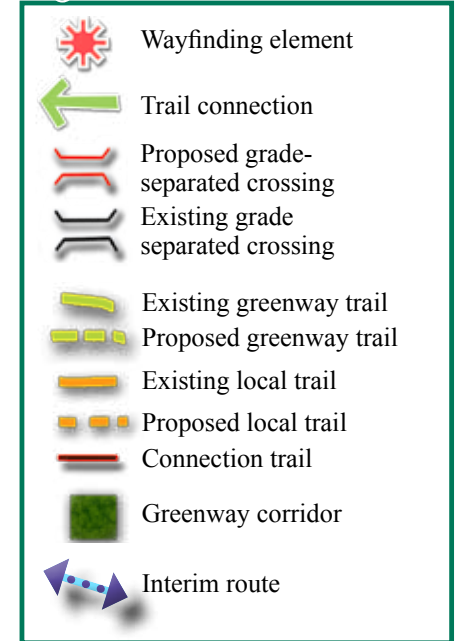 Wayfinding element
Trail connection
Proposed grade-
separated crossing
Existing grade
separated crossing
Existing greenway trail
Proposed greenway trail
Existing local trail
Proposed local trail
Connection trail
Greenway corridor
Interim route